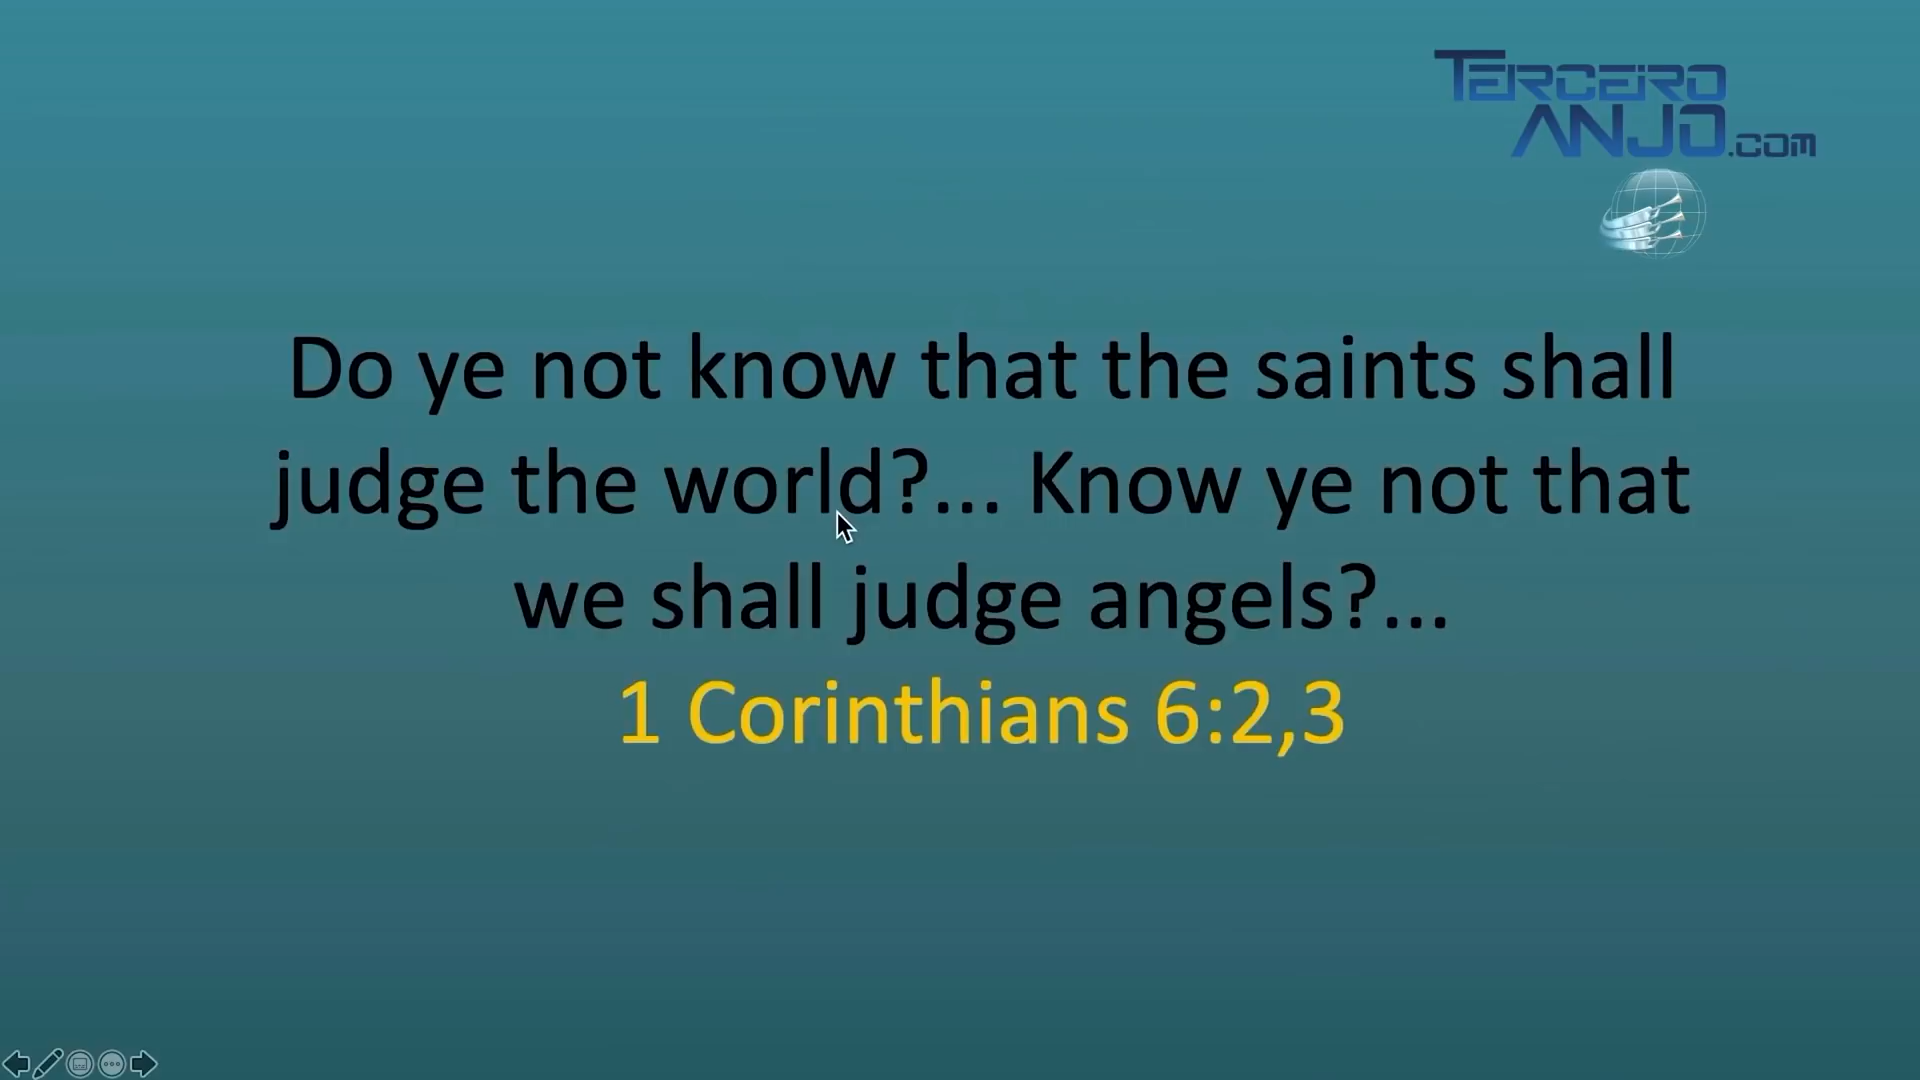 TERCEIRO
ANJO.COM
Do ye not know that the saints shall
judge the world?... Know ye not that
we shall judge angels?...
1 Corinthians 6:2,3